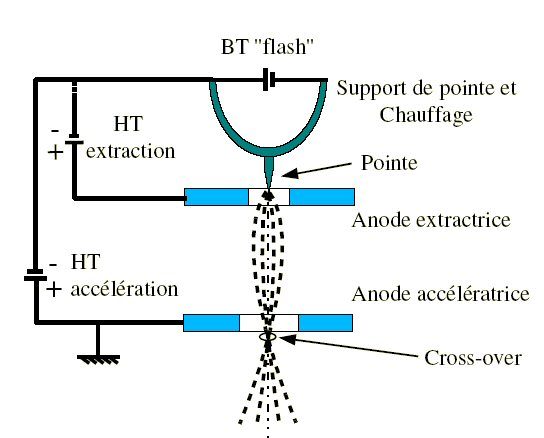 BT "flash"
Support de pointe et
Chauffage
- HT
+ extraction
Pointe
Anode extractrice
- HT
+ accélération
Anode accélératrice
Cross-over